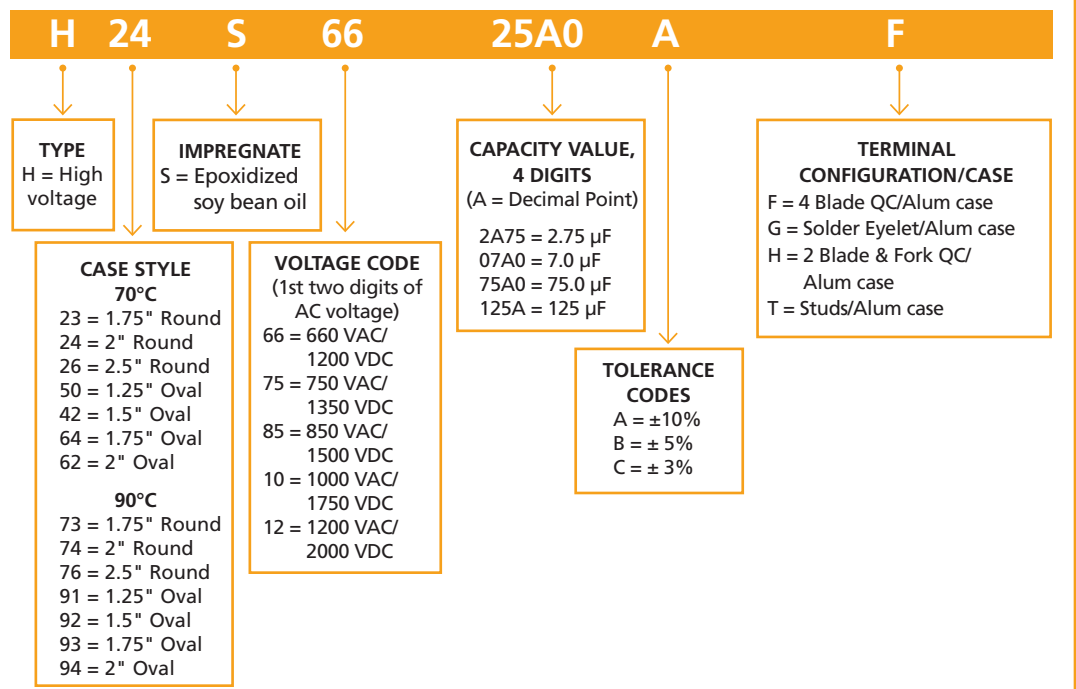 H 24 S 66 25A0 A F
TYPE
H = High
voltage
IMPREGNATE
S = Epoxidized
soy bean oil
CASE STYLE
70°C
23 = 1.75" Round
24 = 2" Round
26 = 2.5" Round
50 = 1.25" Oval
42 = 1.5" Oval
64 = 1.75" Oval
62 = 2" Oval
90°C
73 = 1.75" Round
74 = 2" Round
76 = 2.5" Round
91 = 1.25" Oval
92 = 1.5" Oval
93 = 1.75" Oval
94 = 2" Oval
VOLTAGE CODE
(1st two digits of
AC voltage)
66 = 660 VAC/
1200 VDC
75 = 750 VAC/
1350 VDC
85 = 850 VAC/
1500 VDC
10 = 1000 VAC/
1750 VDC
12 = 1200 VAC/
2000 VDC
CAPACITY VALUE,
4 DIGITS
(A = Decimal Point)
2A75 = 2.75 µF
07A0 = 7.0 µF
75A0 = 75.0 µF
125A = 125 µF
TOLERANCE
CODES
A = ±10%
B = ± 5%
C = ± 3%
TERMINAL
CONFIGURATION/CASE
F = 4 Blade QC/Alum case
G = Solder Eyelet/Alum case
H = 2 Blade & Fork QC/
Alum case
T = Studs/Alum case